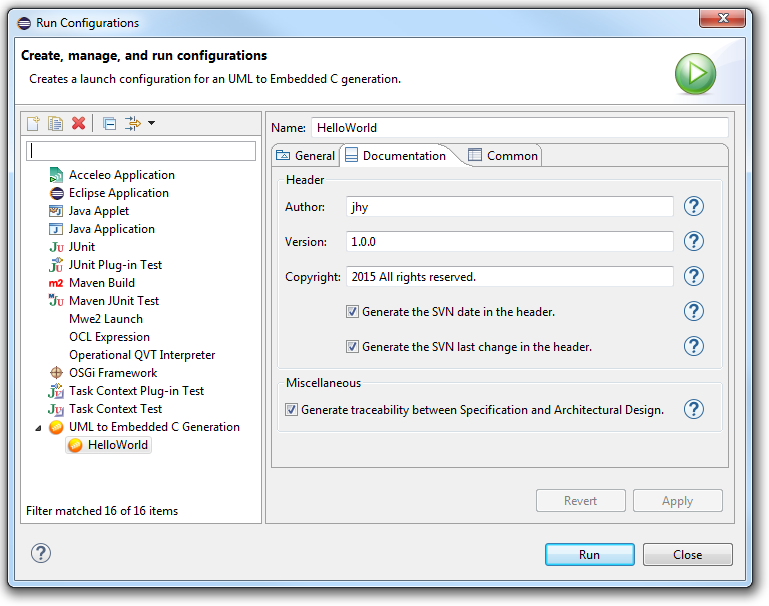 Run Configurations
Create, manage, and run configurations
Creates a launch configuration for an UML to Embedded C generation.
Acceleo Application
Eclipse Application
Java Applet
Java Application
JUnit
JUnit Plug-in Test
Maven Build
Maven JUnit Test
Mwe2 Launch
OCL Expression
Operational QVT Interpreter
OSGi Framework
Task Context Plug-in Test
Task Context Test
UML to Embedded C Generation
HelloWorld
Filter matched 16 of 16 items
Name: HelloWorld
General Documentation Common
Header
Author: jhy
Version: 1.0.0
Copyright: 2015 All rights reserved.
Generate the SVN date in the header.
Generate the SVN last change in the header.
Miscellaneous
Generate traceability between Specification and Architectural Design.
Revert Apply
Run Close